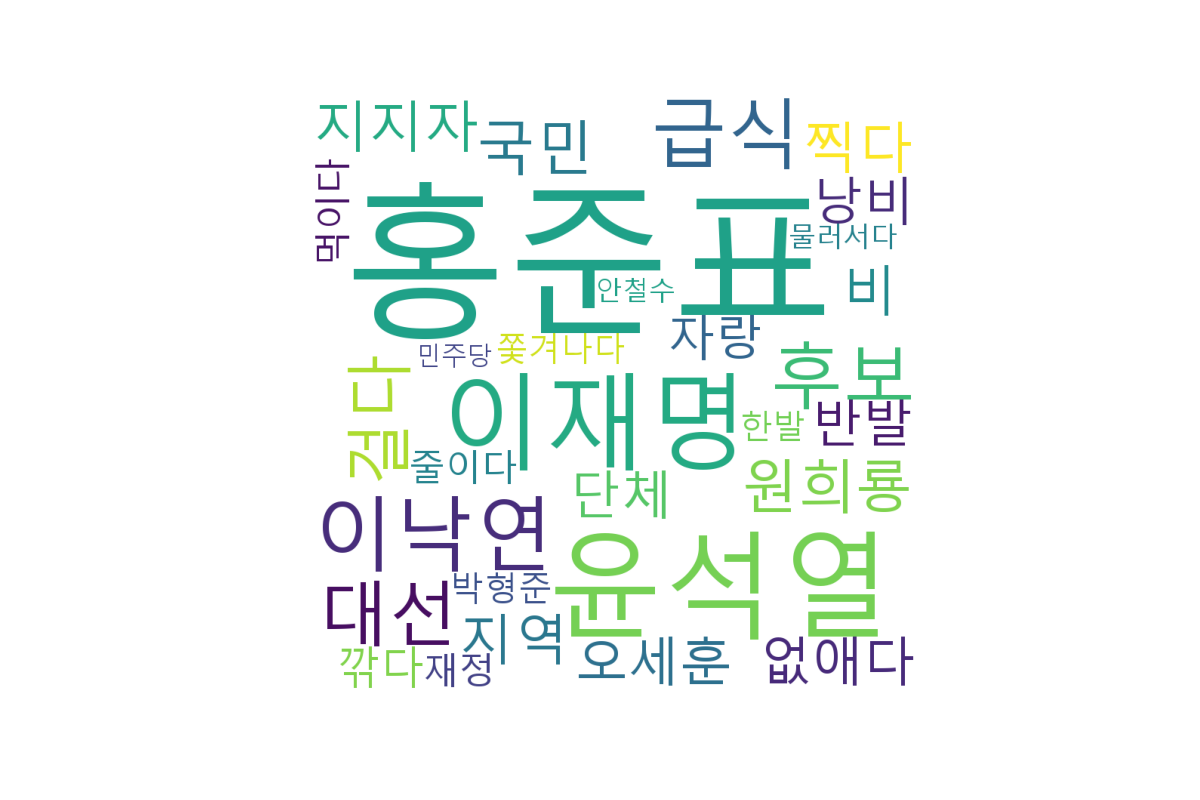 지지자
국민
급식
찍다
먹이다
홍준표
낭비
물러서다
안철수
비
자랑
민주당
쫓겨나다
후보
걸다
이재명
한발
반발
줄이다
단체
원희룡
이낙연
윤석열
대선
박형준
지역
오세훈
없애다
깎다
재정